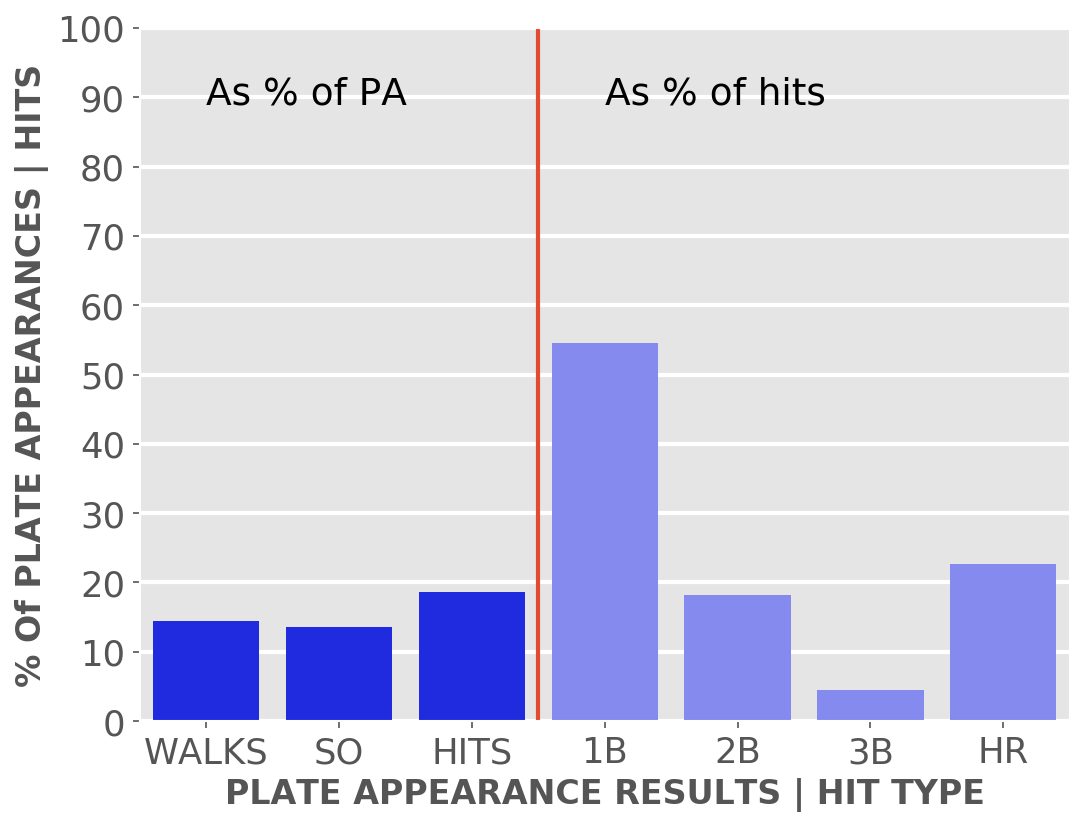 100
90
80
70
60
50
40
30
20
10
0
% Of PLATE APPEARANCES | HITS
As % of PA
As % of hits
WALKS SO HITS 1B 2B 3B HR
PLATE APPEARANCE RESULTS | HIT TYPE